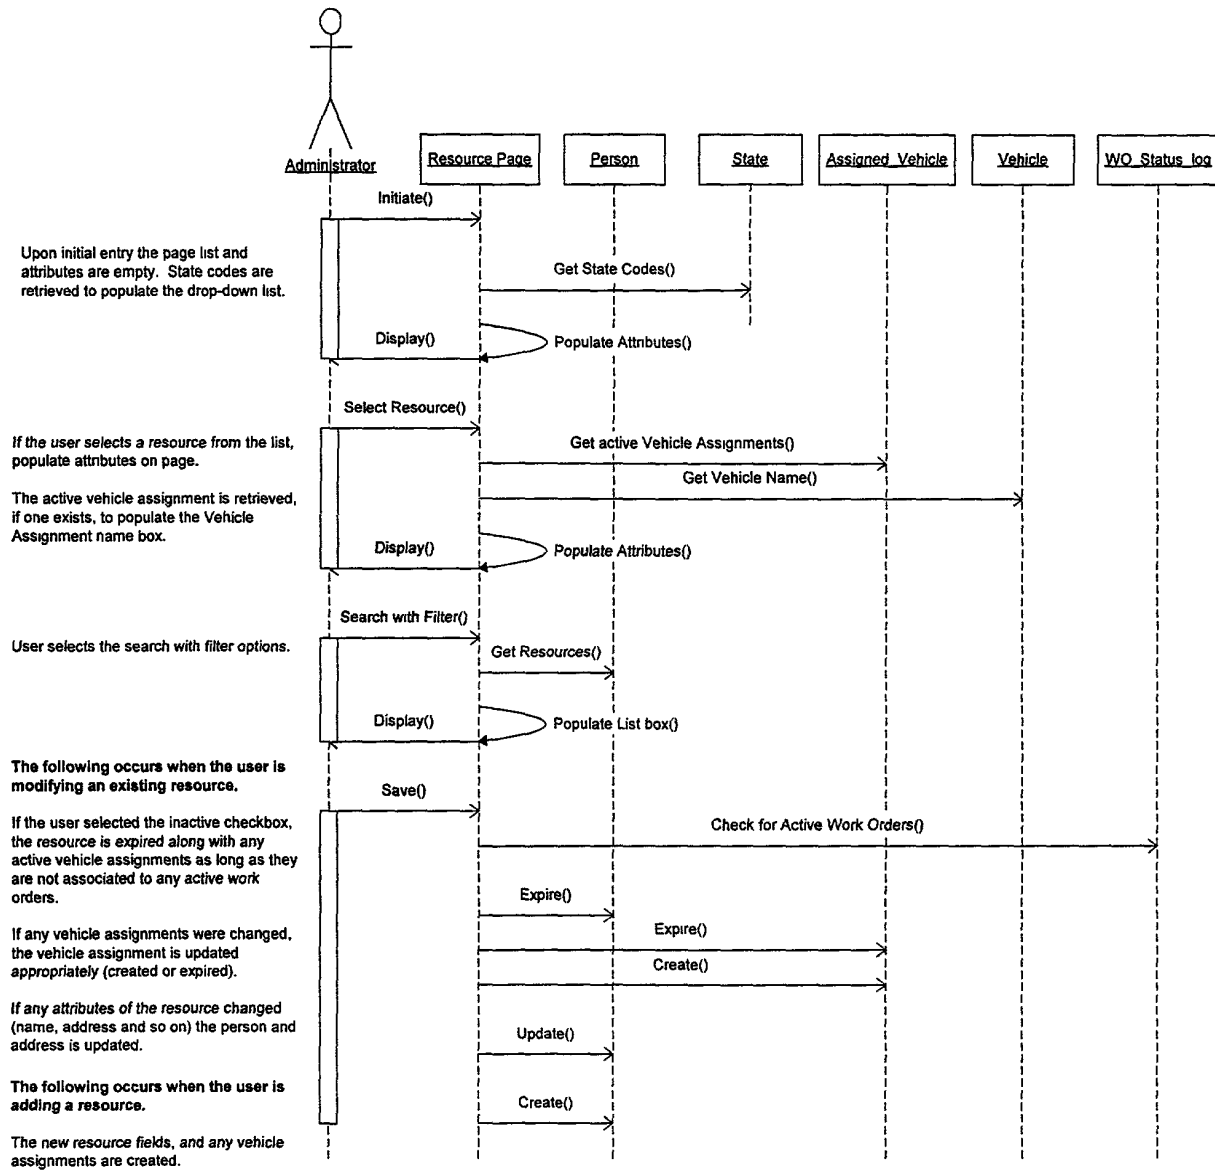 Administrator
Resource Page
Person
State
Assigned_Vehicle
Vehicle
WO_Status_log
Initiate()
Upon initial entry the page list and
attributes are empty. State codes are
retrieved to populate the drop-down list.
Get State Codes()
Display()
Populate Attributes()
Select Resource()
If the user selects a resource from the list,
populate attributes on page.
Get active Vehicle Assignments()
Get Vehicle Name()
The active vehicle assignment is retrieved,
if one exists, to populate the Vehicle
Assignment name box.
Display()
Populate Attributes()
Search with Filter()
User selects the search with filter options.
Get Resources()
Display()
Populate List box()
The following occurs when the user is
modifying an existing resource.
Save()
If the user selected the inactive checkbox,
the resource is expired along with any
active vehicle assignments as long as they
are not associated to any active work
orders.
Check for Active Work Orders()
Expire()
If any vehicle assignments were changed,
the vehicle assignment is updated
appropriately (created or expired).
Expire()
Create()
If any attributes of the resource changed
(name, address and so on) the person and
address is updated.
Update()
The following occurs when the user is
adding a resource.
Create()
The new resource fields, and any vehicle
assignments are created.